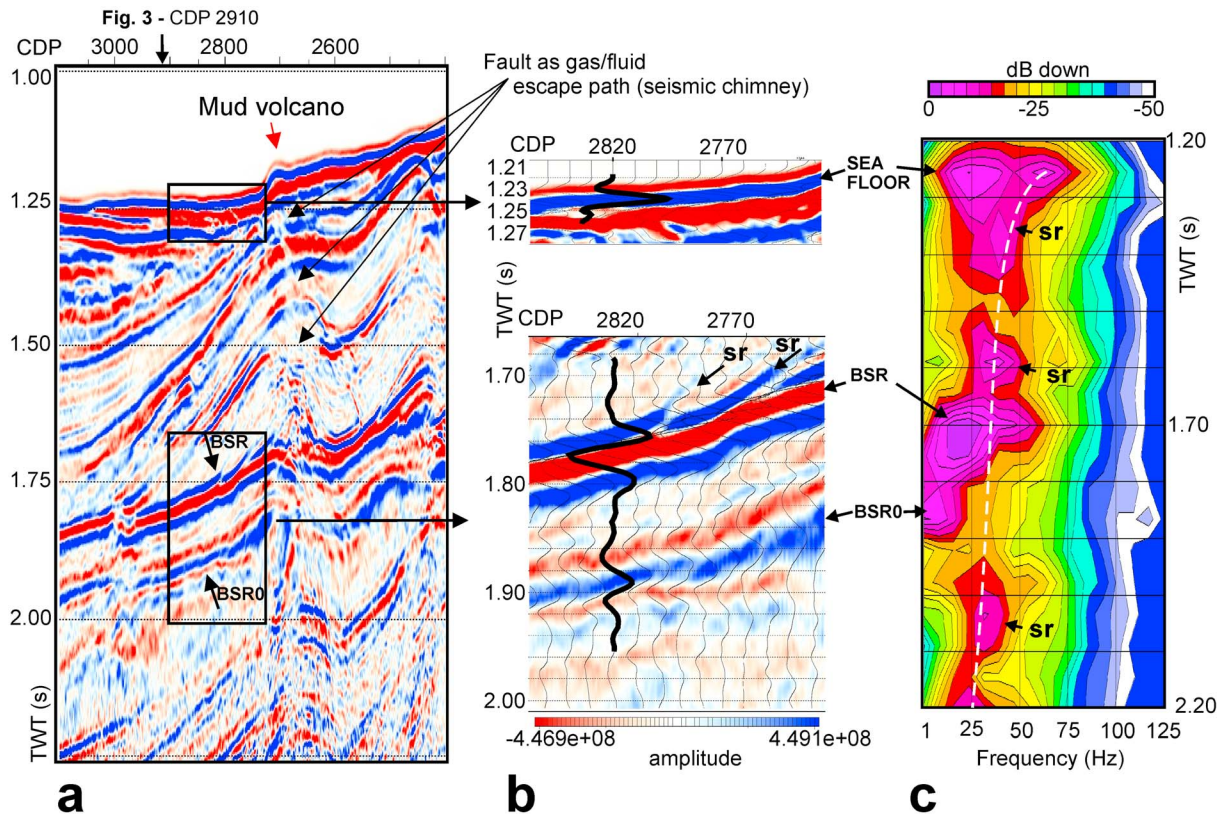 Fig. 3 - CDP 2910
CDP 3000 2800 2600
Fault as gas/fluid
escape path (seismic chimney)
Mud volcano
1.00
1.25
1.50
1.75
2.00
TWT (s)
BSR
BSR0
a
CDP 2820 2770
1.21
1.23
1.25
1.27
SEA
FLOOR
TWT (s)
CDP 2820 2770
sr sr
1.70
1.80
1.90
2.00
BSR
BSR0
-4.469e+08 4.491e+08
amplitude
b
dB down
0 -25 -50
1.20
TWT (s)
1.70
2.20
sr
sr
sr
1 25 50 75 100 125
Frequency (Hz)
c